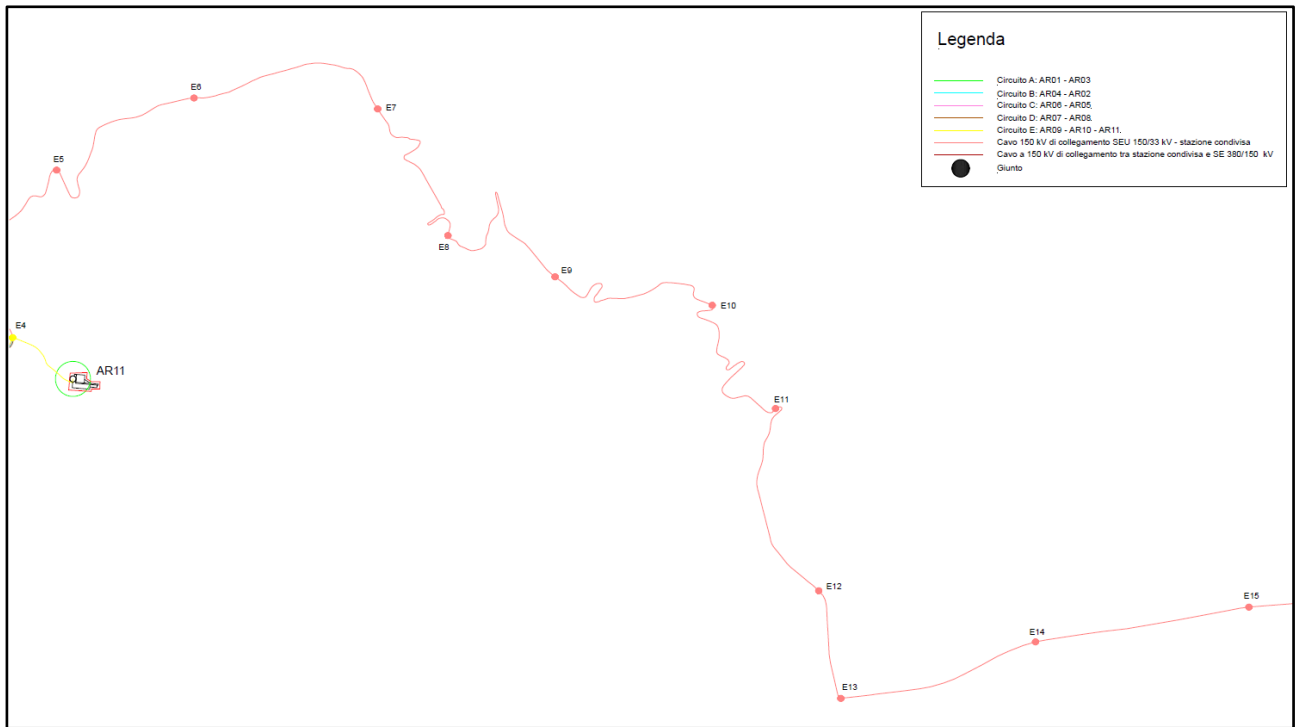 Legenda
Circuito A: AR01 - AR03
Circuito B: AR04 - AR02
Circuito C: AR06 - AR05.
Circuito D: AR07 - AR08.
Circuito E: AR09 - AR10 - AR11.
Cavo 150 kV di collegamento SEU 150/33 kV - stazione condivisa
Cavo a 150 kV di collegamento tra stazione condivisa e SE 380/150 kV
Giunto
E6
E7
E5
E8
E9
E10
E4
AR11
E11
E12
E15
E14
E13